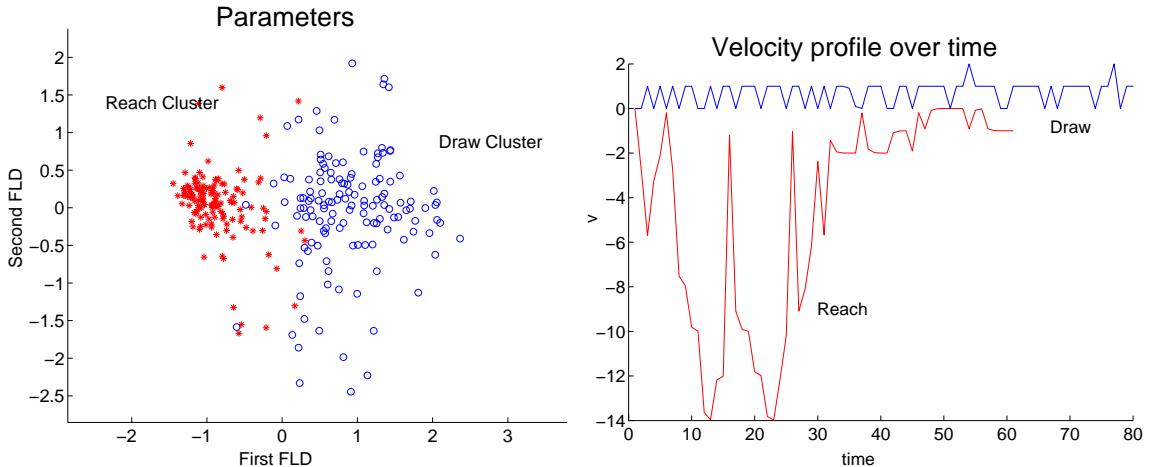 Parameters
2
1.5
1
0.5
0
−0.5
−1
−1.5
−2
−2.5
Second FLD
Reach Cluster
Draw Cluster
−2 −1 0 1 2 3
First FLD
Velocity profile over time
2
0
−2
−4
−6
−8
−10
−12
−14
v
Draw
Reach
0 10 20 30 40 50 60 70 80
time